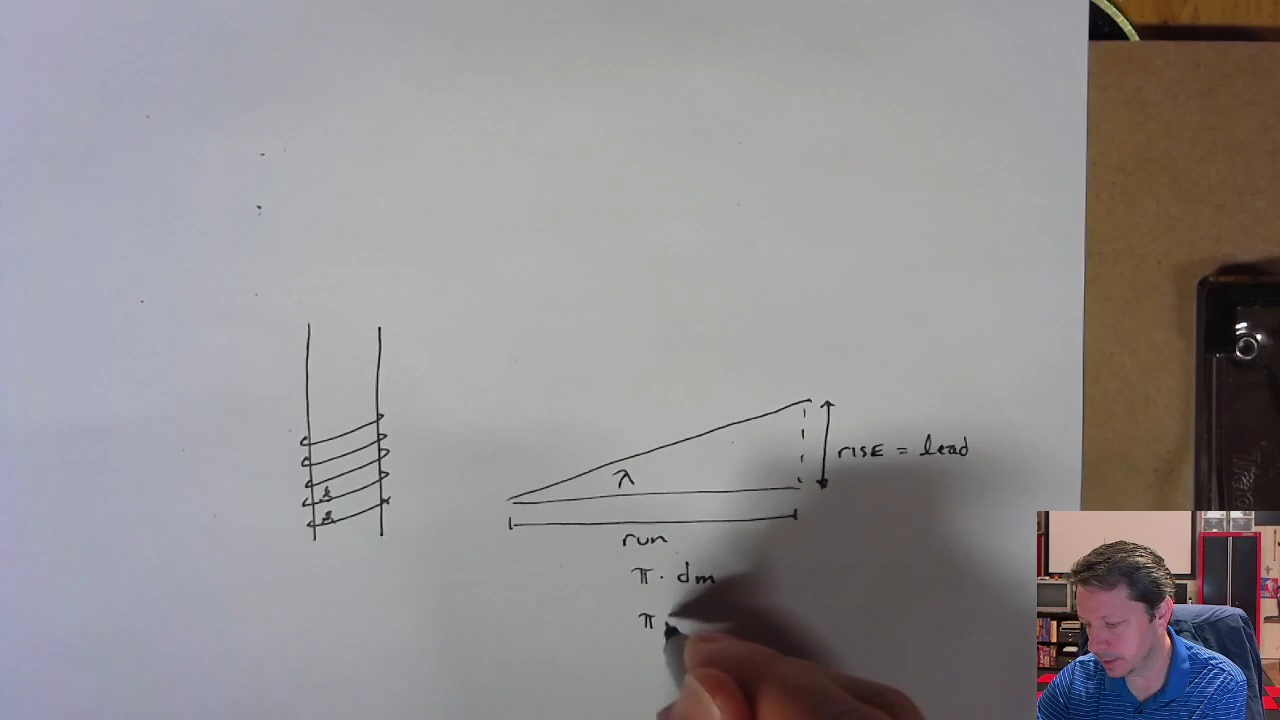 λ
rise = lead
run
π · dm
π